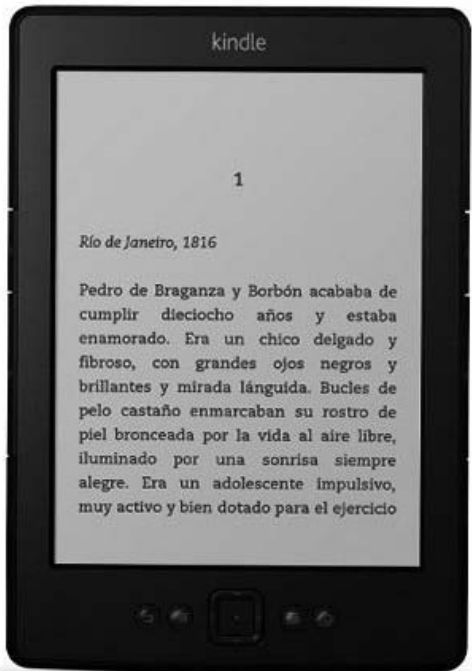 kindle
1
Río de Janeiro, 1816
Pedro de Braganza y Borbón acababa de
cumplir dieciocho años y estaba
enamorado. Era un chico delgado y
fibroso, con grandes ojos negros y
brillantes y mirada lánguida. Bucles de
pelo castaño enmarcaban su rostro de
piel bronceada por la vida al aire libre,
iluminado por una sonrisa siempre
alegre. Era un adolescente impulsivo,
muy activo y bien dotado para el ejercicio